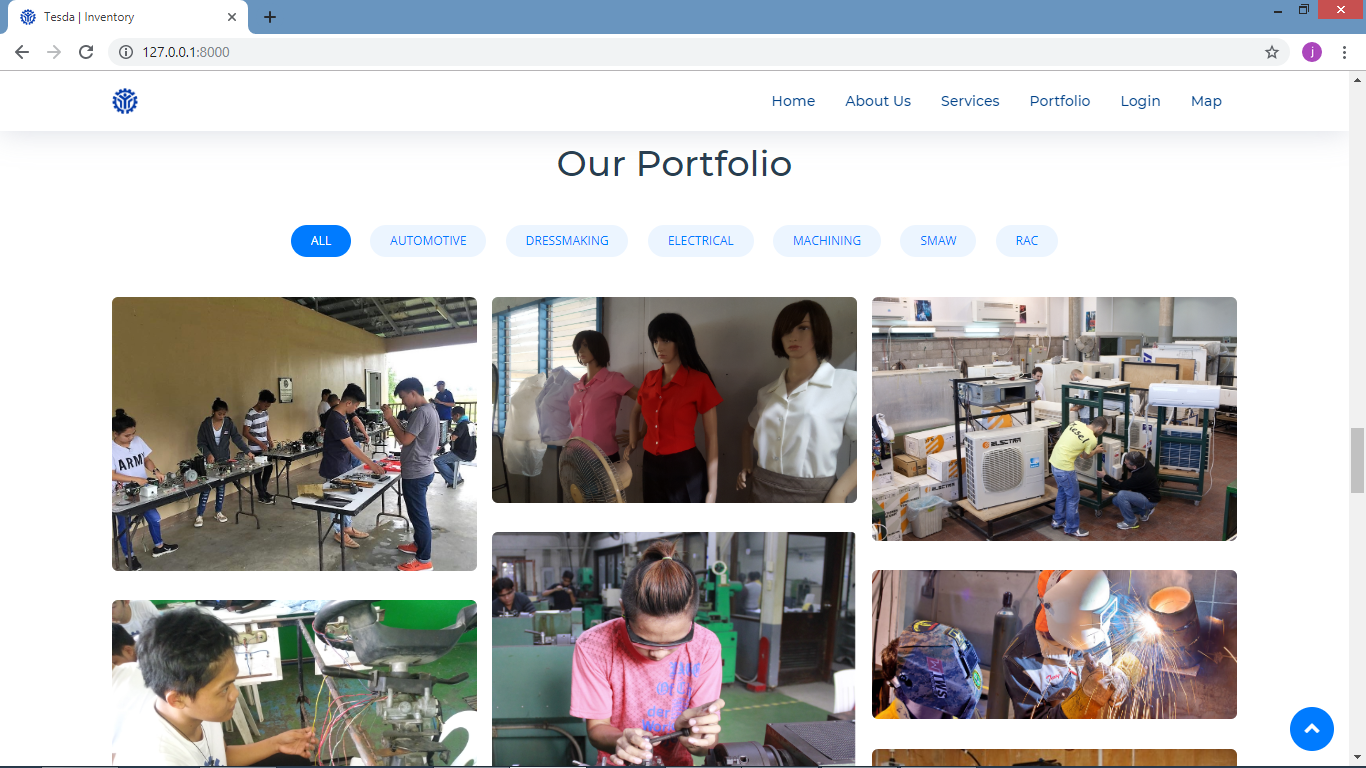 Tesda | Inventory
127.0.0.1:8000
j
Home About Us Services Portfolio Login Map
Our Portfolio
ALL AUTOMOTIVE DRESSMAKING ELECTRICAL MACHINING SMAW RAC
ARMY
ELECTRA
Diesel